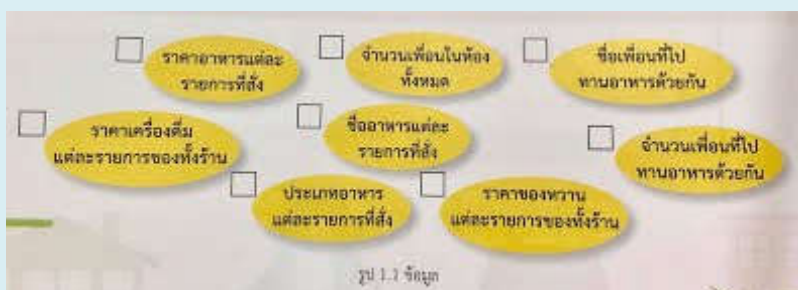 ราคาอาหารแต่ละ
รายการที่สั่ง
จำนวนเพื่อนในห้อง
ทั้งหมด
ชื่อเพื่อนที่ไป
ทานอาหารด้วยกัน
ราคาเครื่องดื่ม
แต่ละรายการของทั้งร้าน
ชื่ออาหารแต่ละ
รายการที่สั่ง
จำนวนเพื่อนที่ไป
ทานอาหารด้วยกัน
ประเภทอาหาร
แต่ละรายการที่สั่ง
ราคาของหวาน
แต่ละรายการของทั้งร้าน
รูป 1.1 ข้อมูล